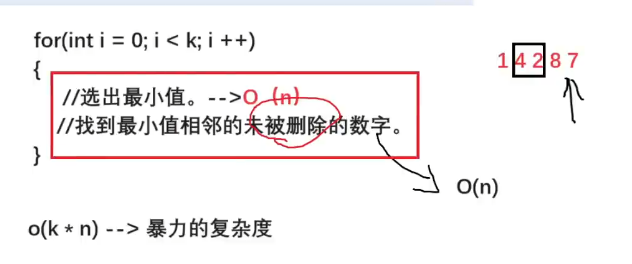 for(int i = 0; i < k; i ++)
{
//选出最小值。-->O（n）
//找到最小值相邻的未被删除的数字。
}
1 4 2 8 7
O(n)
o(k * n) --> 暴力的复杂度